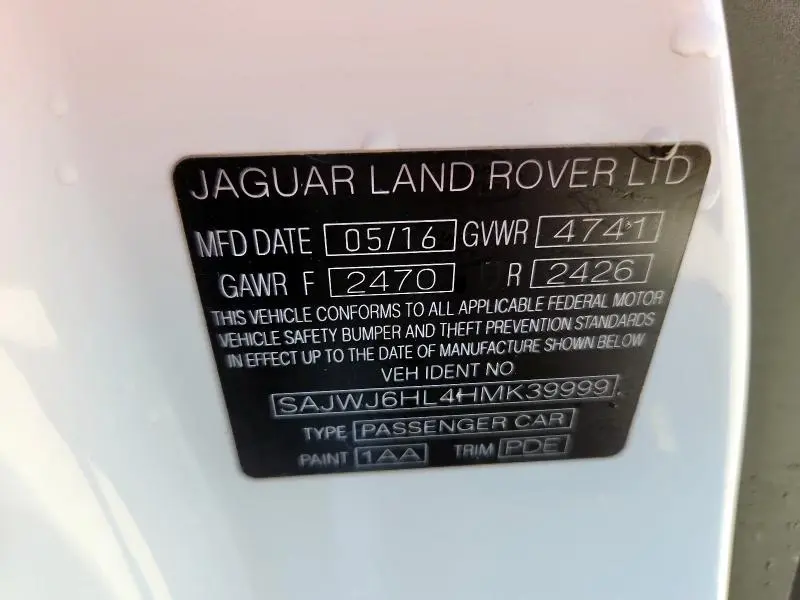 JAGUAR LAND ROVER LTD
MFD DATE 05/16 GVWR 4741
GAWR F 2470 R 2426
THIS VEHICLE CONFORMS TO ALL APPLICABLE FEDERAL MOTOR
VEHICLE SAFETY BUMPER AND THEFT PREVENTION STANDARDS
IN EFFECT UP TO THE DATE OF MANUFACTURE SHOWN BELOW
VEH IDENT NO
SAJWJ6HL4HMK39999
TYPE PASSENGER CAR
PAINT 1AA TRIM PDE